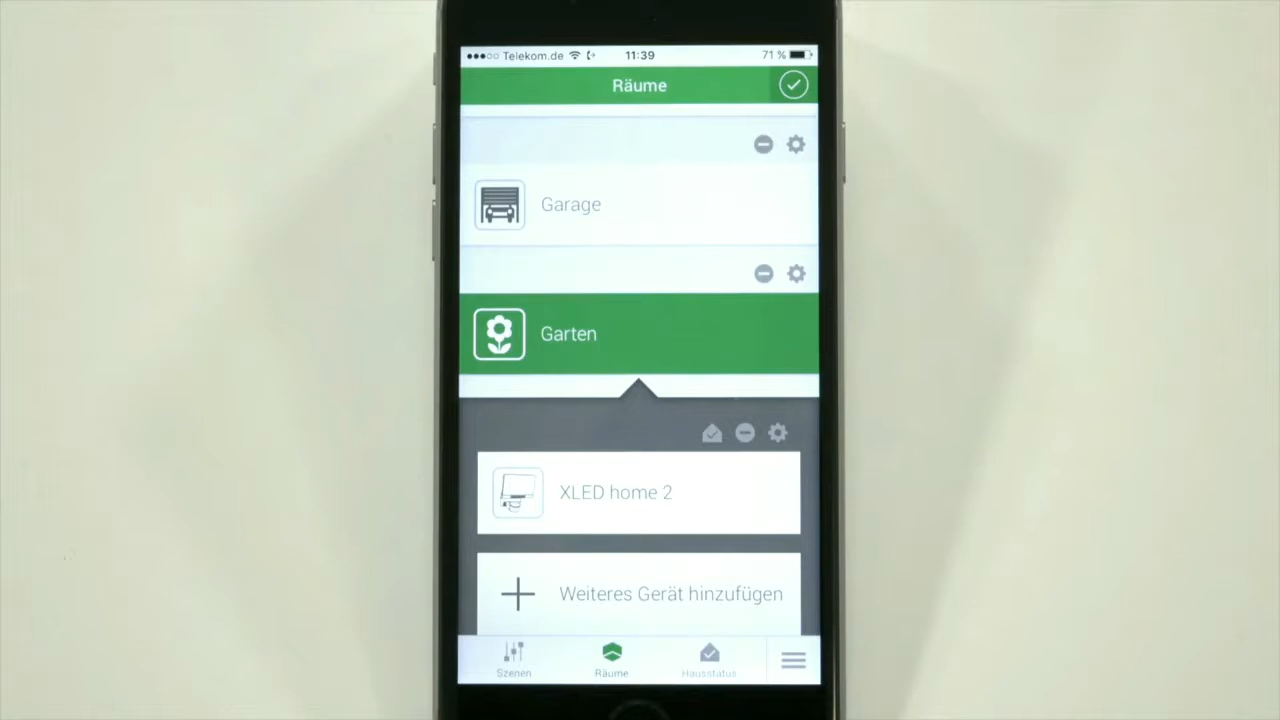 Telekom.de 11:39 71 %
Räume
Garage
Garten
XLED home 2
Weiteres Gerät hinzufügen
Szenen Räume Hausstatus